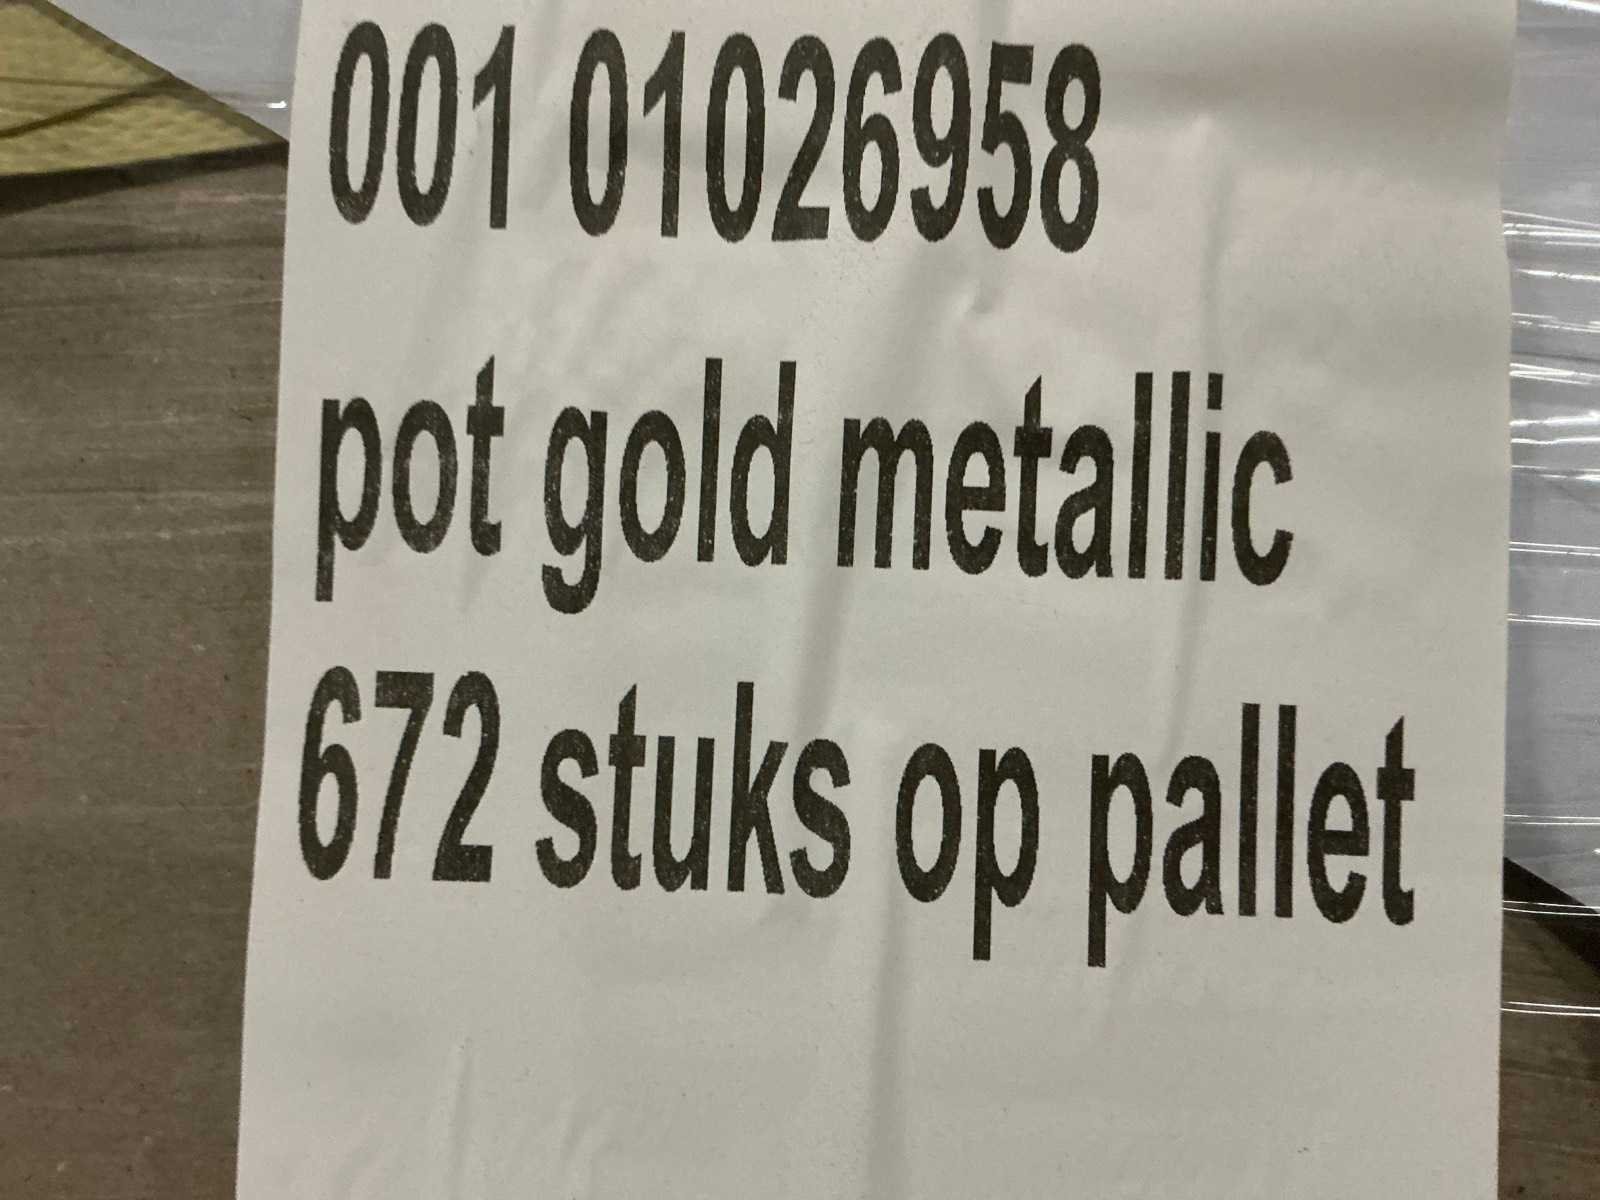 001 01026958
pot gold metallic
672 stuks op pallet